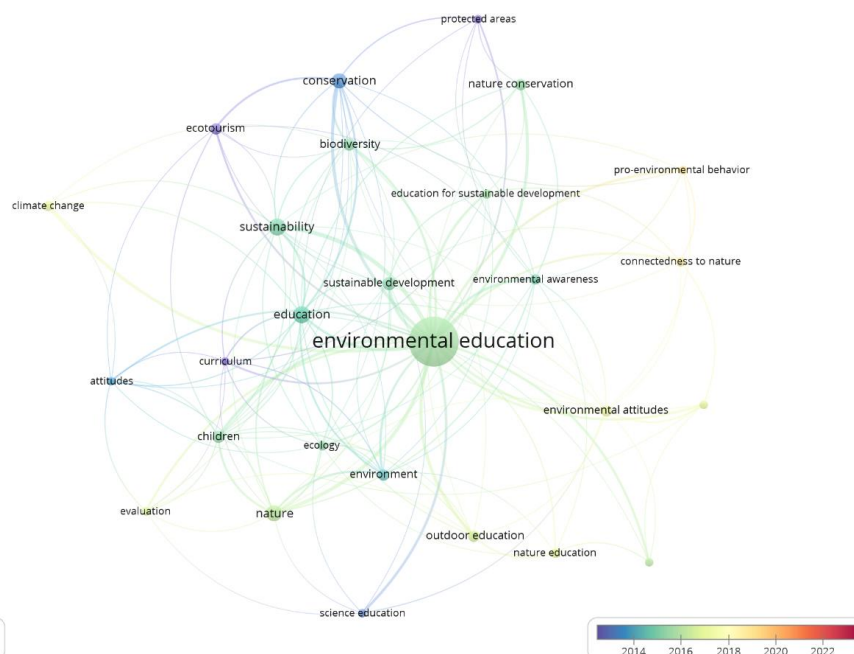 protected areas
conservation
nature conservation
ecotourism
biodiversity
pro-environmental behavior
education for sustainable development
climate change
sustainability
connectedness to nature
sustainable development
environmental awareness
education
environmental education
curriculum
attitudes
environmental attitudes
children
ecology
environment
evaluation
nature
outdoor education
nature education
science education
2014 2016 2018 2020 2022